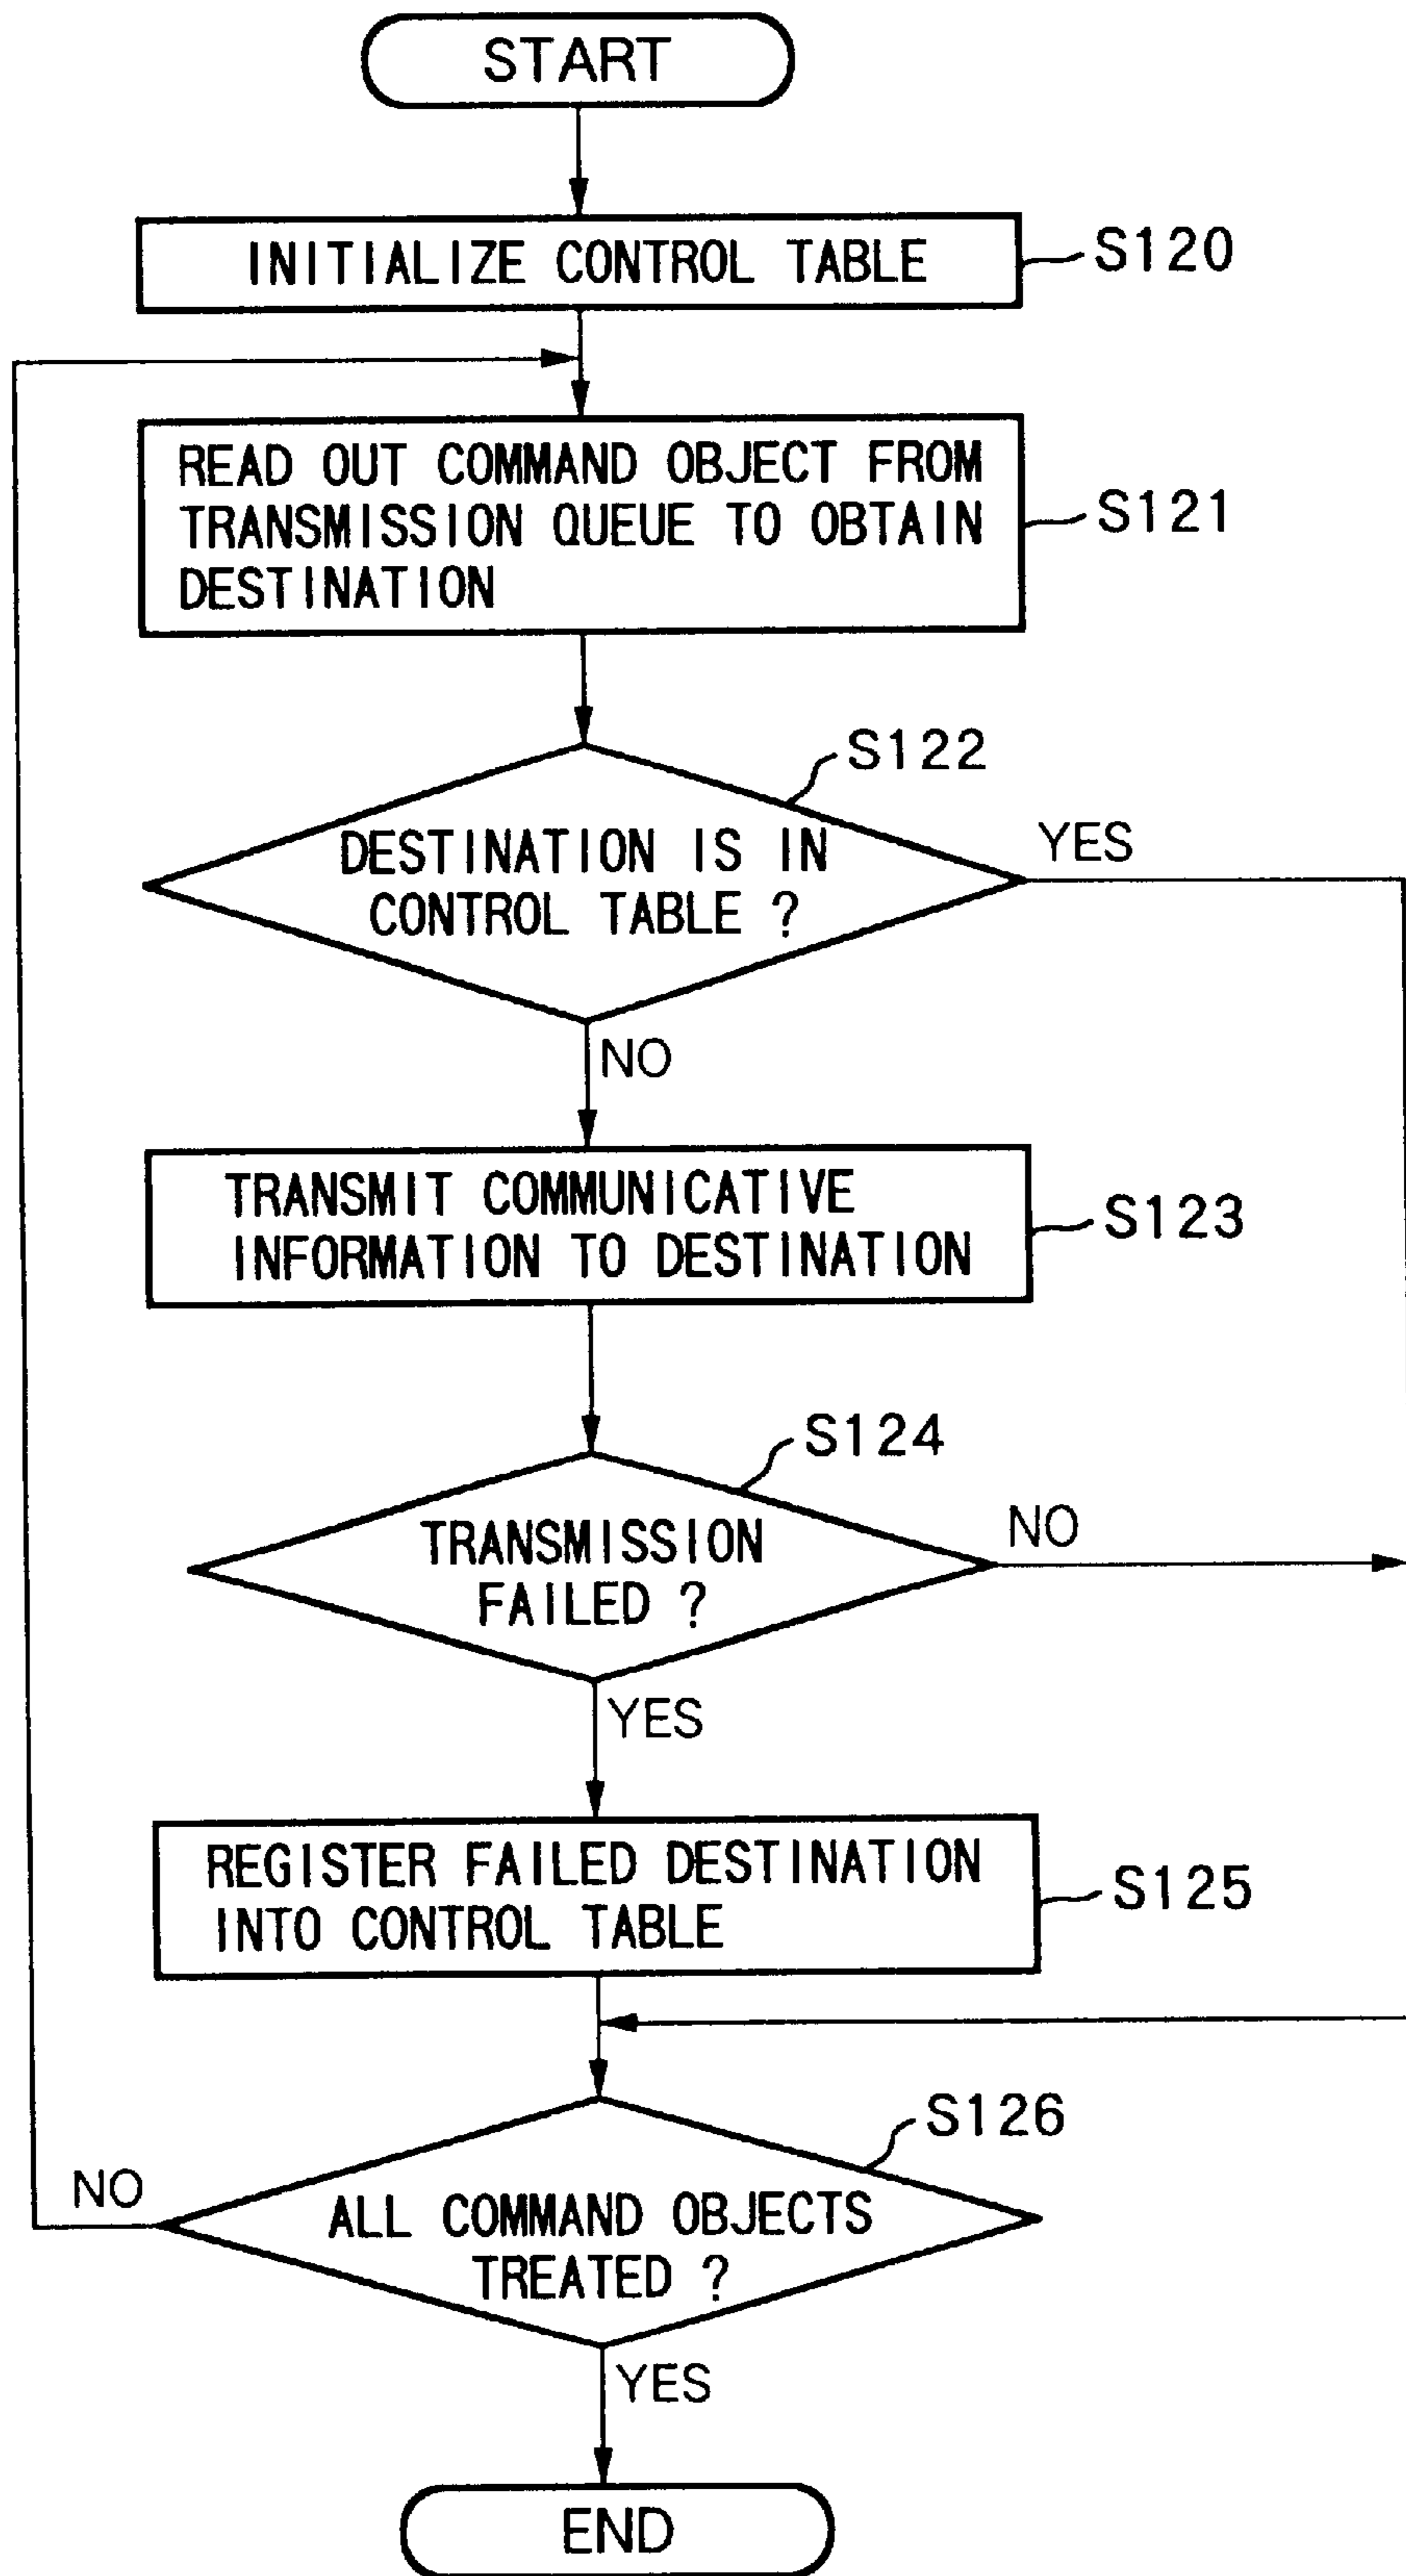 START
INITIALIZE CONTROL TABLE
S120
READ OUT COMMAND OBJECT FROM
TRANSMISSION QUEUE TO OBTAIN
DESTINATION
S121
S122
DESTINATION IS IN
CONTROL TABLE ?
YES
NO
TRANSMIT COMMUNICATIVE
INFORMATION TO DESTINATION
S123
S124
TRANSMISSION
FAILED ?
NO
YES
REGISTER FAILED DESTINATION
INTO CONTROL TABLE
S125
S126
NO
ALL COMMAND OBJECTS
TREATED ?
YES
END